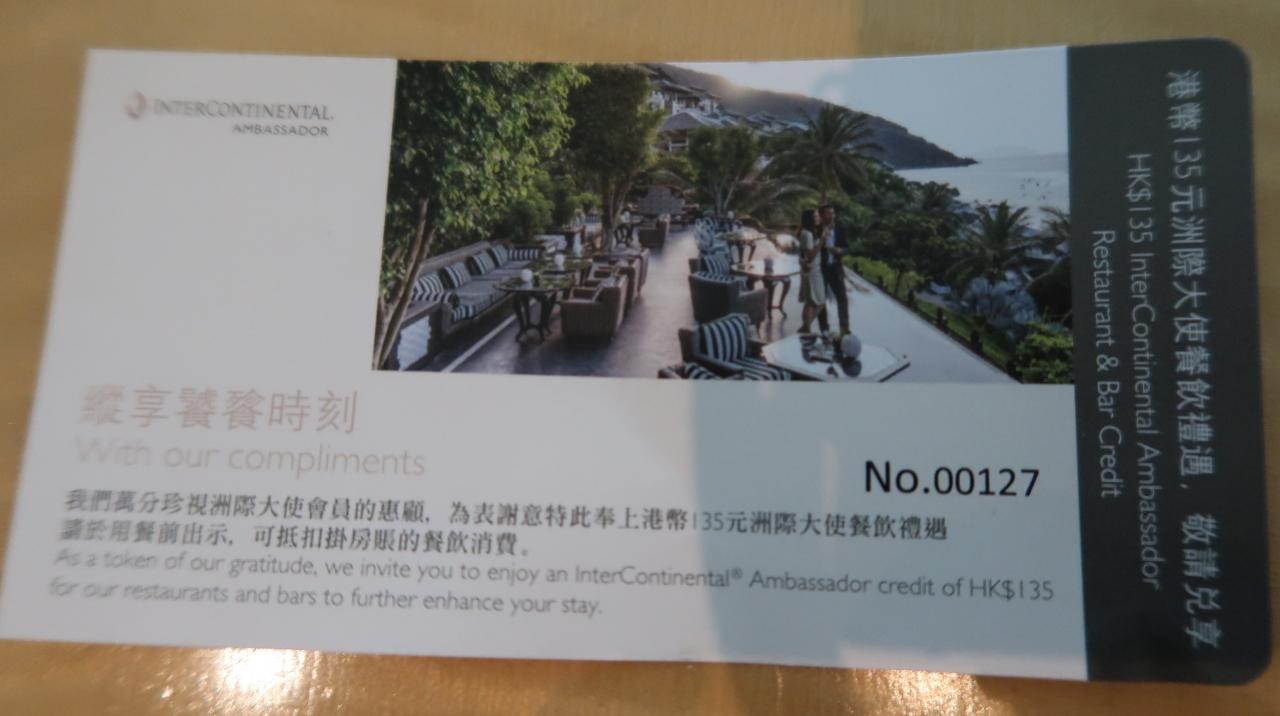 INTERCONTINENTAL
AMBASSADOR
縱享饕餮時刻
With our compliments
No.00127
我們萬分珍視洲際大使會員的惠顧，為表謝意特此奉上港幣135元洲際大使餐飲禮遇
請於用餐前出示，可抵扣掛房賬的餐飲消費。
As a token of our gratitude, we invite you to enjoy an InterContinental® Ambassador credit of HK$135
for our restaurants and bars to further enhance your stay.
港幣135元洲際大使餐飲禮遇，敬請兌享
HK$135 InterContinental Ambassador
Restaurant & Bar Credit